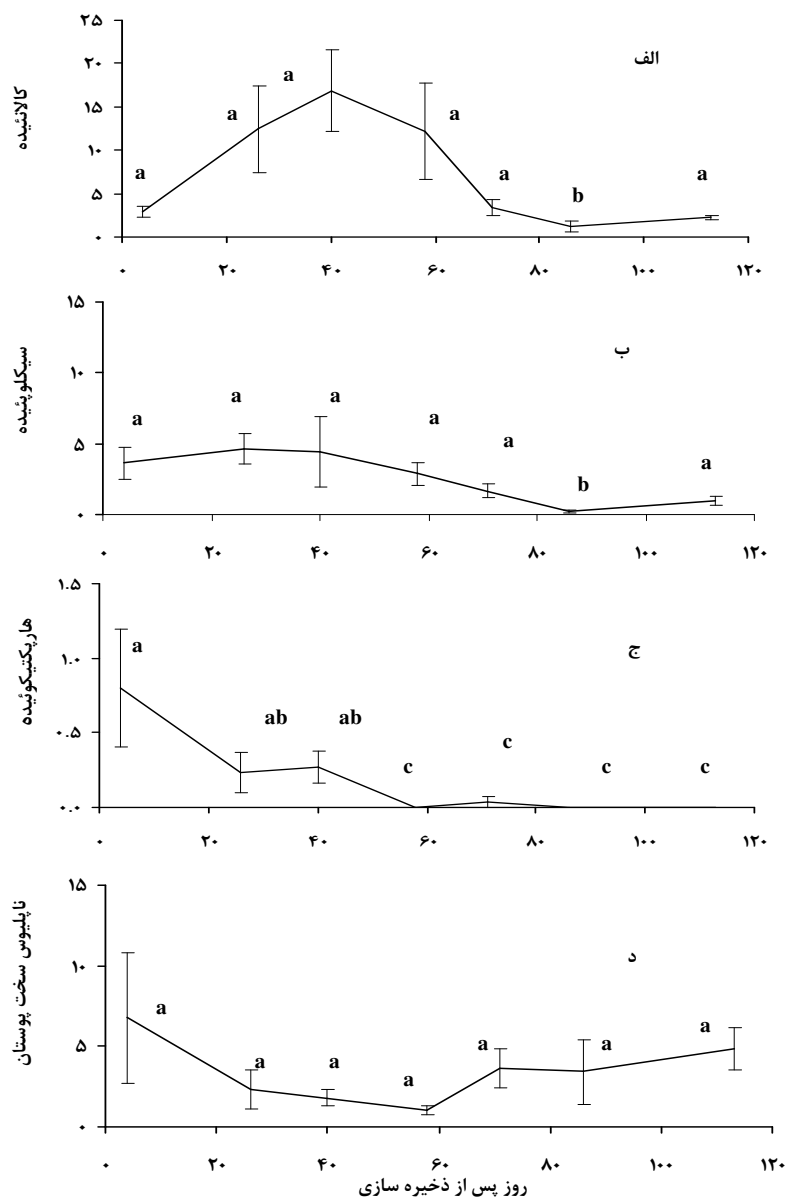 ۲۵
الف
۲۰
a
۱۵
a
a
a
کالانئیده
۱۰
a
a
b
a
۵
۰
۰ ۲۰ ۴۰ ۶۰ ۸۰ ۱۰۰ ۱۲۰
۱۵
ب
۱۰
سیکلوپئیده
a
a
a
a
a
۵
b
a
۰
۰ ۲۰ ۴۰ ۶۰ ۸۰ ۱۰۰ ۱۲۰
۱.۵
ج
۱.۰
a
هارپکتیکوئیده
ab
ab
۰.۵
c
c
c
c
۰.۰
۰ ۲۰ ۴۰ ۶۰ ۸۰ ۱۰۰ ۱۲۰
۱۵
د
۱۰
ناپلیوس سخت پوستان
a
a
a
a
a
a
a
۵
۰
۰ ۲۰ ۴۰ ۶۰ ۸۰ ۱۰۰ ۱۲۰
روز پس از ذخیره سازی